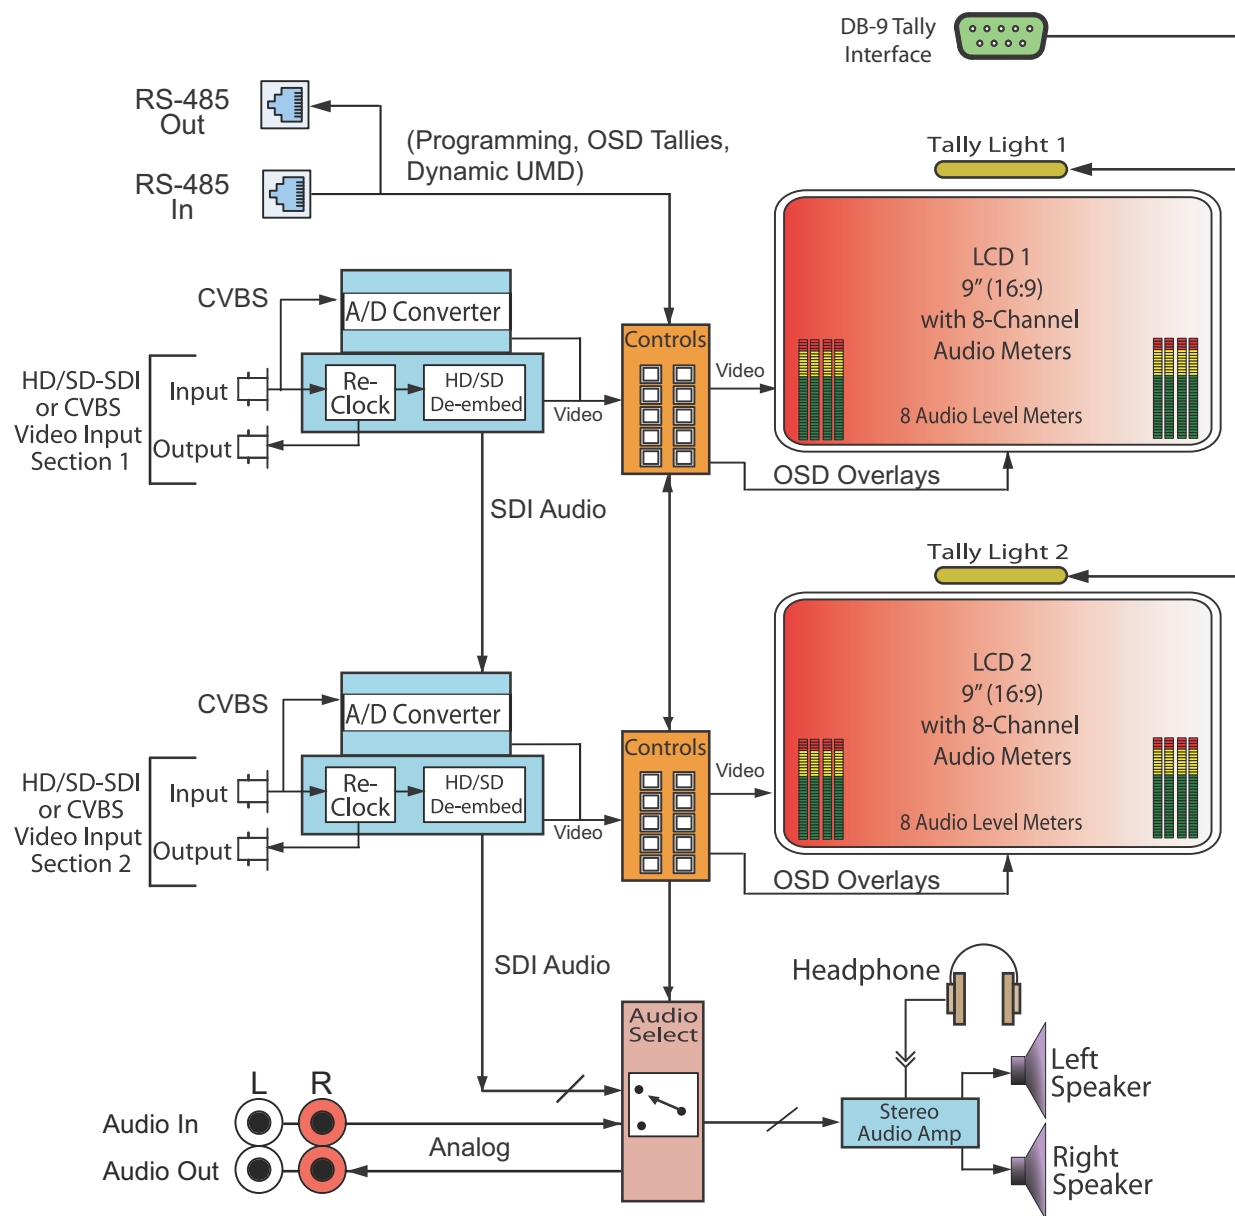 DB-9 Tally
Interface
RS-485
Out
(Programming, OSD Tallies,
Dynamic UMD)
RS-485
In
Tally Light 1
LCD 1
9" (16:9)
with 8-Channel
Audio Meters
8 Audio Level Meters
CVBS
A/D Converter
HD/SD-SDI
or CVBS
Video Input
Section 1
Input
Output
Re-
Clock
HD/SD
De-embed
Video
Controls
Video
OSD Overlays
SDI Audio
Tally Light 2
LCD 2
9" (16:9)
with 8-Channel
Audio Meters
8 Audio Level Meters
CVBS
A/D Converter
HD/SD-SDI
or CVBS
Video Input
Section 2
Input
Output
Re-
Clock
HD/SD
De-embed
Video
Controls
Video
OSD Overlays
SDI Audio
Audio
Select
Headphone
Left
Speaker
Stereo
Audio Amp
Right
Speaker
L R
Audio In
Analog
Audio Out